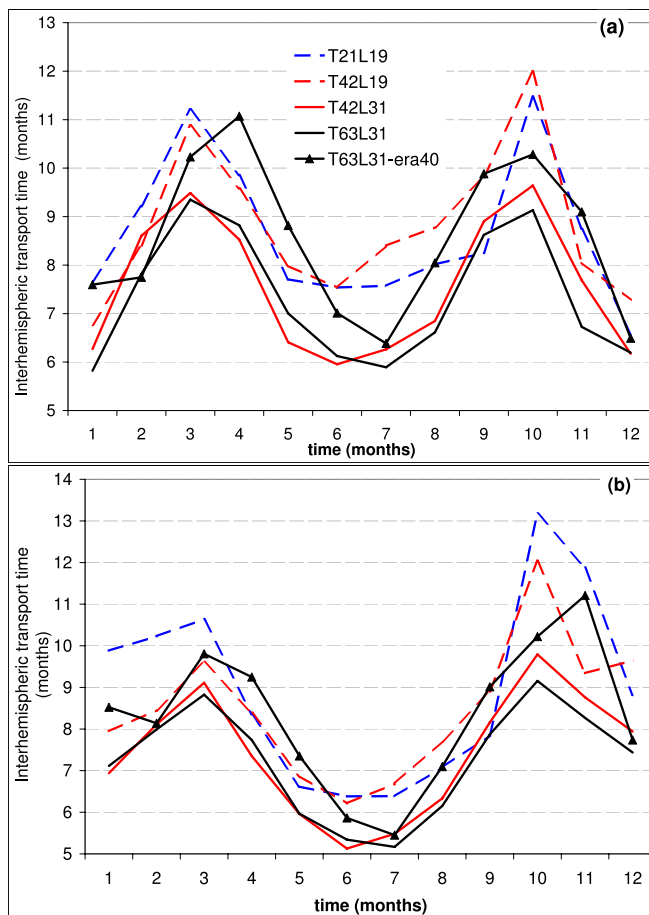 (a)
13
12
11
10
9
8
7
6
5
Interhemispheric transport time (months)
T21L19
T42L19
T42L31
T63L31
T63L31-era40
1 2 3 4 5 6 7 8 9 10 11 12
time (months)
(b)
14
13
12
11
10
9
8
7
6
5
Interhemispheric transport time
(months)
1 2 3 4 5 6 7 8 9 10 11 12
time (months)